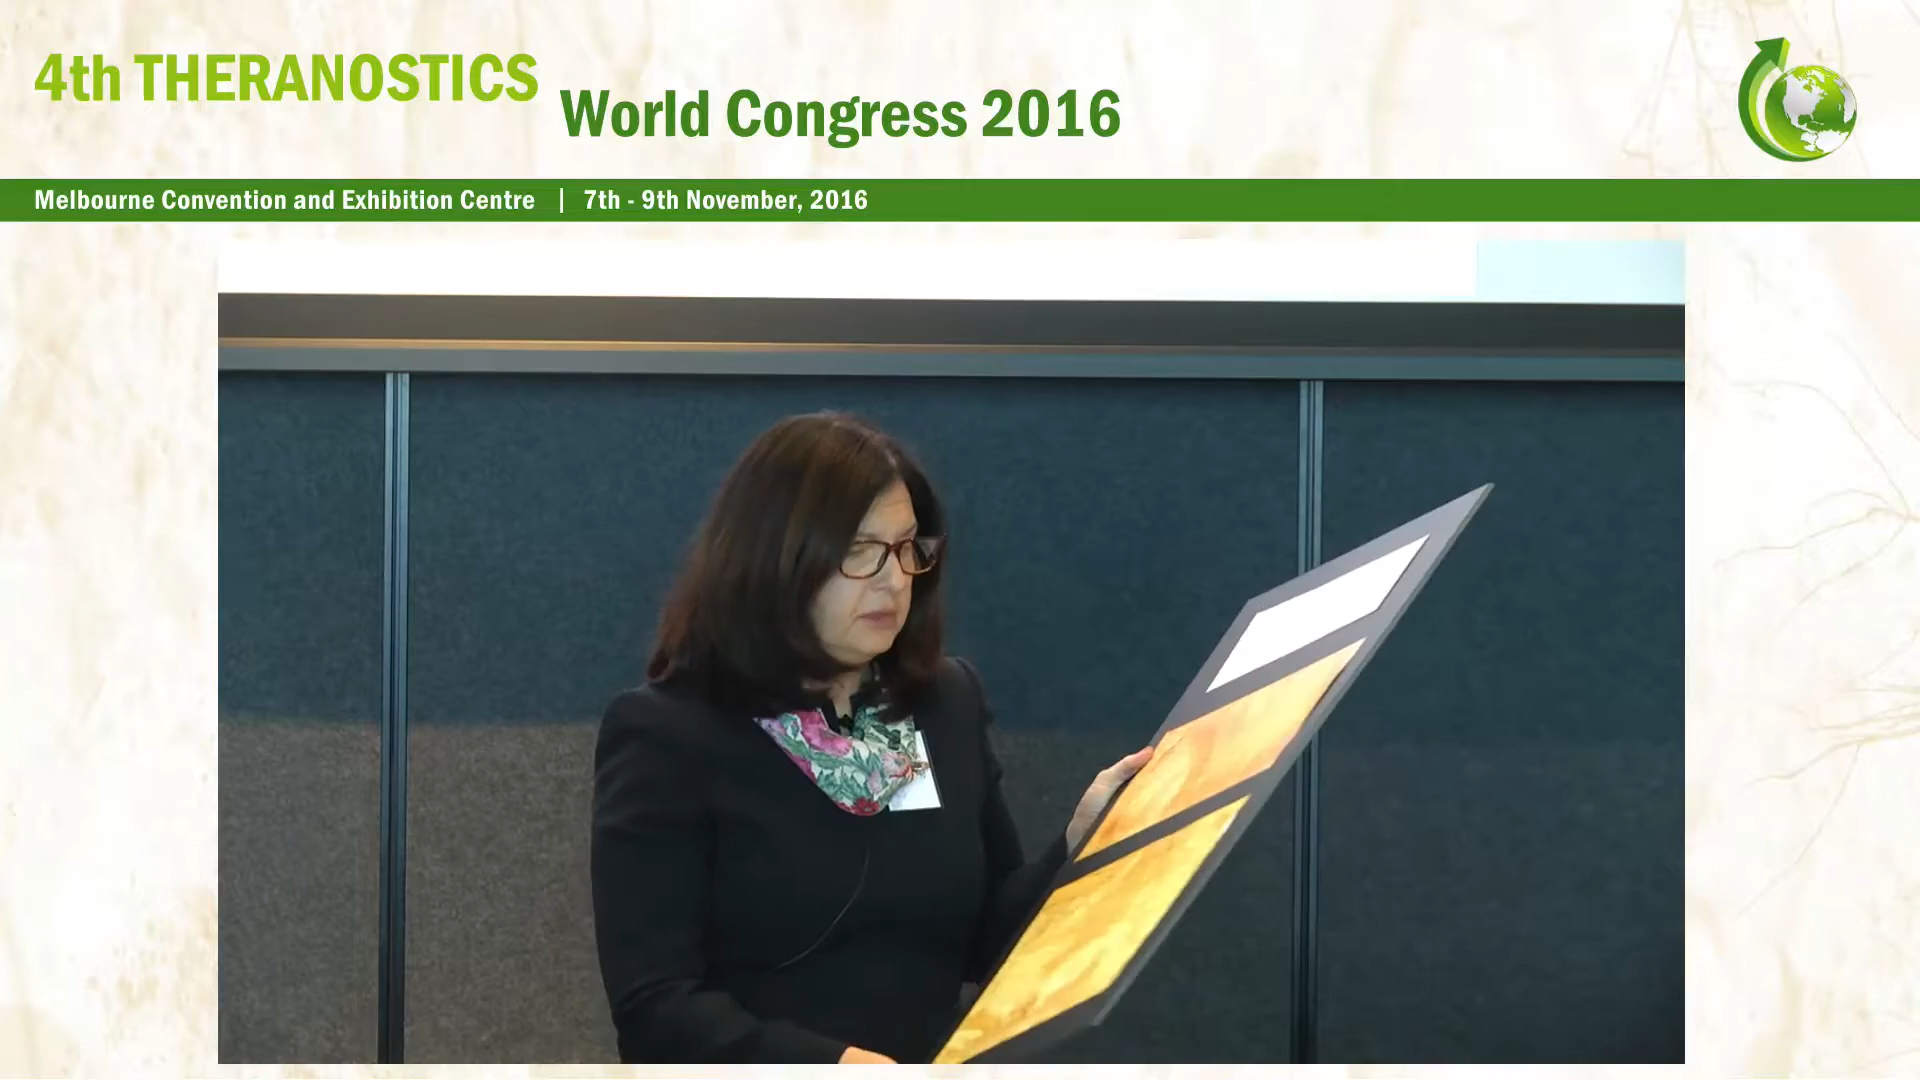 4th THERANOSTICS
World Congress 2016
Melbourne Convention and Exhibition Centre | 7th - 9th November, 2016